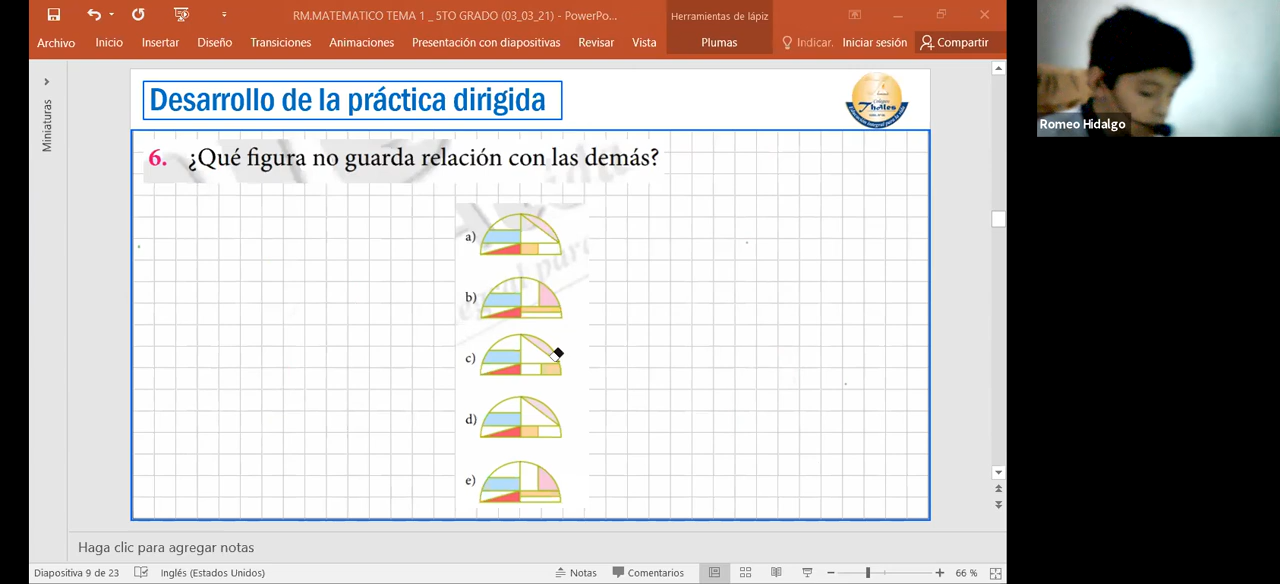 RM.MATEMATICO TEMA 1 _ 5TO GRADO (03_03_21) - PowerPo...
Herramientas de lápiz
Archivo Inicio Insertar Diseño Transiciones Animaciones Presentación con diapositivas Revisar Vista Plumas Indicar. Iniciar sesión Compartir
Miniaturas
Desarrollo de la práctica dirigida
Thales
6. ¿Qué figura no guarda relación con las demás?
a)
b)
c)
d)
e)
Haga clic para agregar notas
Diapositiva 9 de 23 Inglés (Estados Unidos) Notas Comentarios 66 %
Romeo Hidalgo